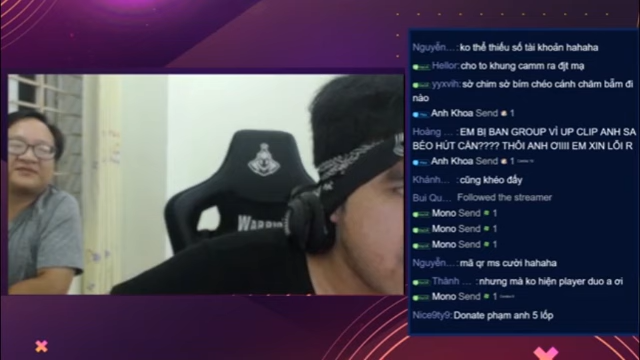 Nguyễn... : ko thể thiếu số tài khoản hahaha
Hellor: cho to khung camm ra địt mạ
yyxvih: sờ chim sờ bím chéo cánh châm bẫm đi
nào
Anh Khoa Send 1
Hoàng ... : EM BỊ BAN GROUP VÌ UP CLIP ANH SA
BÉO HÚT CẦN???? THÔI ANH ƠIIII EM XIN LỖI R
Anh Khoa Send 1
Khánh... : cũng khéo đấy
Bui Qu... Followed the streamer
Mono Send 1
Mono Send 1
Mono Send 1
Nguyễn... : mã qr ms cười hahaha
Thành ... : nhưng mà ko hiện player duo a ơi
Mono Send 1
Nice9ty9: Donate phạm anh 5 lốp
WARRIO